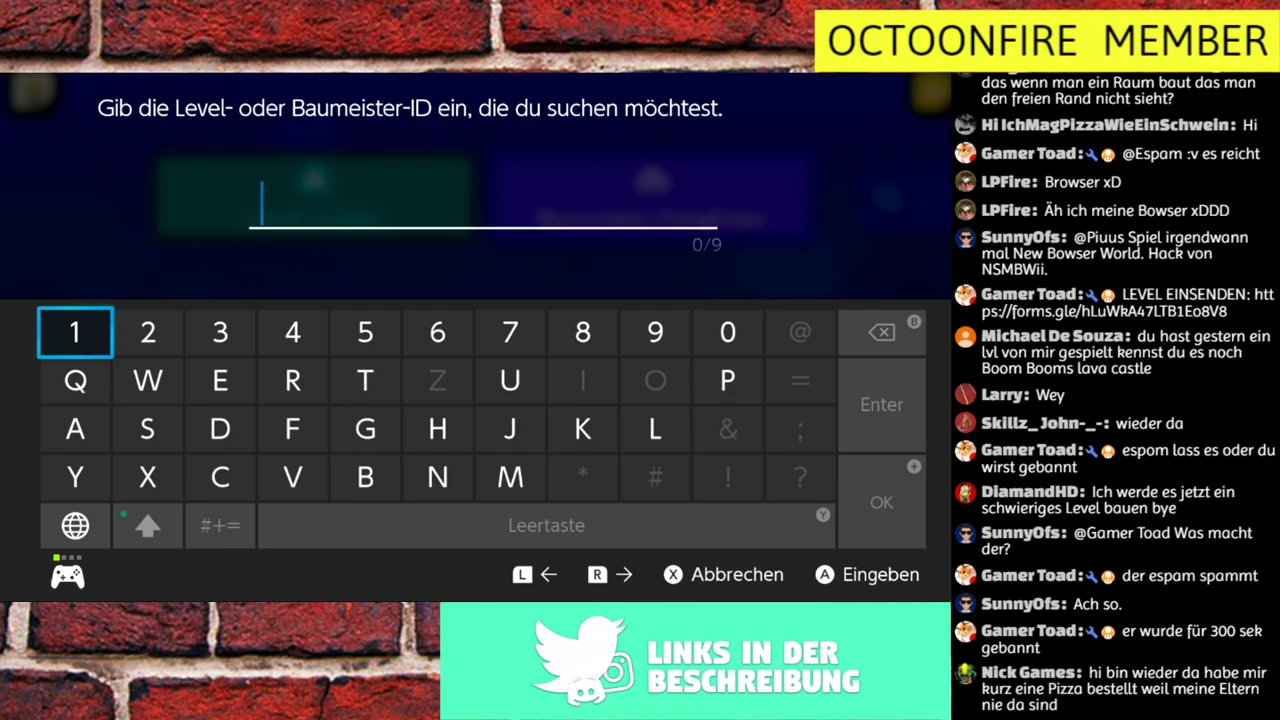 OCTOONFIRE MEMBER
Gib die Level- oder Baumeister-ID ein, die du suchen möchtest.
0/9
1 2 3 4 5 6 7 8 9 0 @ B
Q W E R T Z U I O P =
Enter
A S D F G H J K L & ;
Y X C V B N M * # ! ?
+
OK
#+= Leertaste Y
L ← R → X Abbrechen A Eingeben
LINKS IN DER
BESCHREIBUNG
das wenn man ein Raum baut das man
den freien Rand nicht sieht?
Hi IchMagPizzaWieEinSchwein: Hi
Gamer Toad: @Espam :v es reicht
LPFire: Browser xD
LPFire: Äh ich meine Bowser xDDD
SunnyOfs: @Piuus Spiel irgendwann
mal New Bowser World. Hack von
NSMBWii.
Gamer Toad: LEVEL EINSENDEN: htt
ps://forms.gle/hLuWkA47LTB1Eo8V8
Michael De Souza: du hast gestern ein
lvl von mir gespielt kennst du es noch
Boom Booms lava castle
Larry: Wey
Skillz_John-_-: wieder da
Gamer Toad: espom lass es oder du
wirst gebannt
DiamandHD: Ich werde es jetzt ein
schwieriges Level bauen bye
SunnyOfs: @Gamer Toad Was macht
der?
Gamer Toad: der espam spammt
SunnyOfs: Ach so.
Gamer Toad: er wurde für 300 sek
gebannt
Nick Games: hi bin wieder da habe mir
kurz eine Pizza bestellt weil meine Eltern
nie da sind